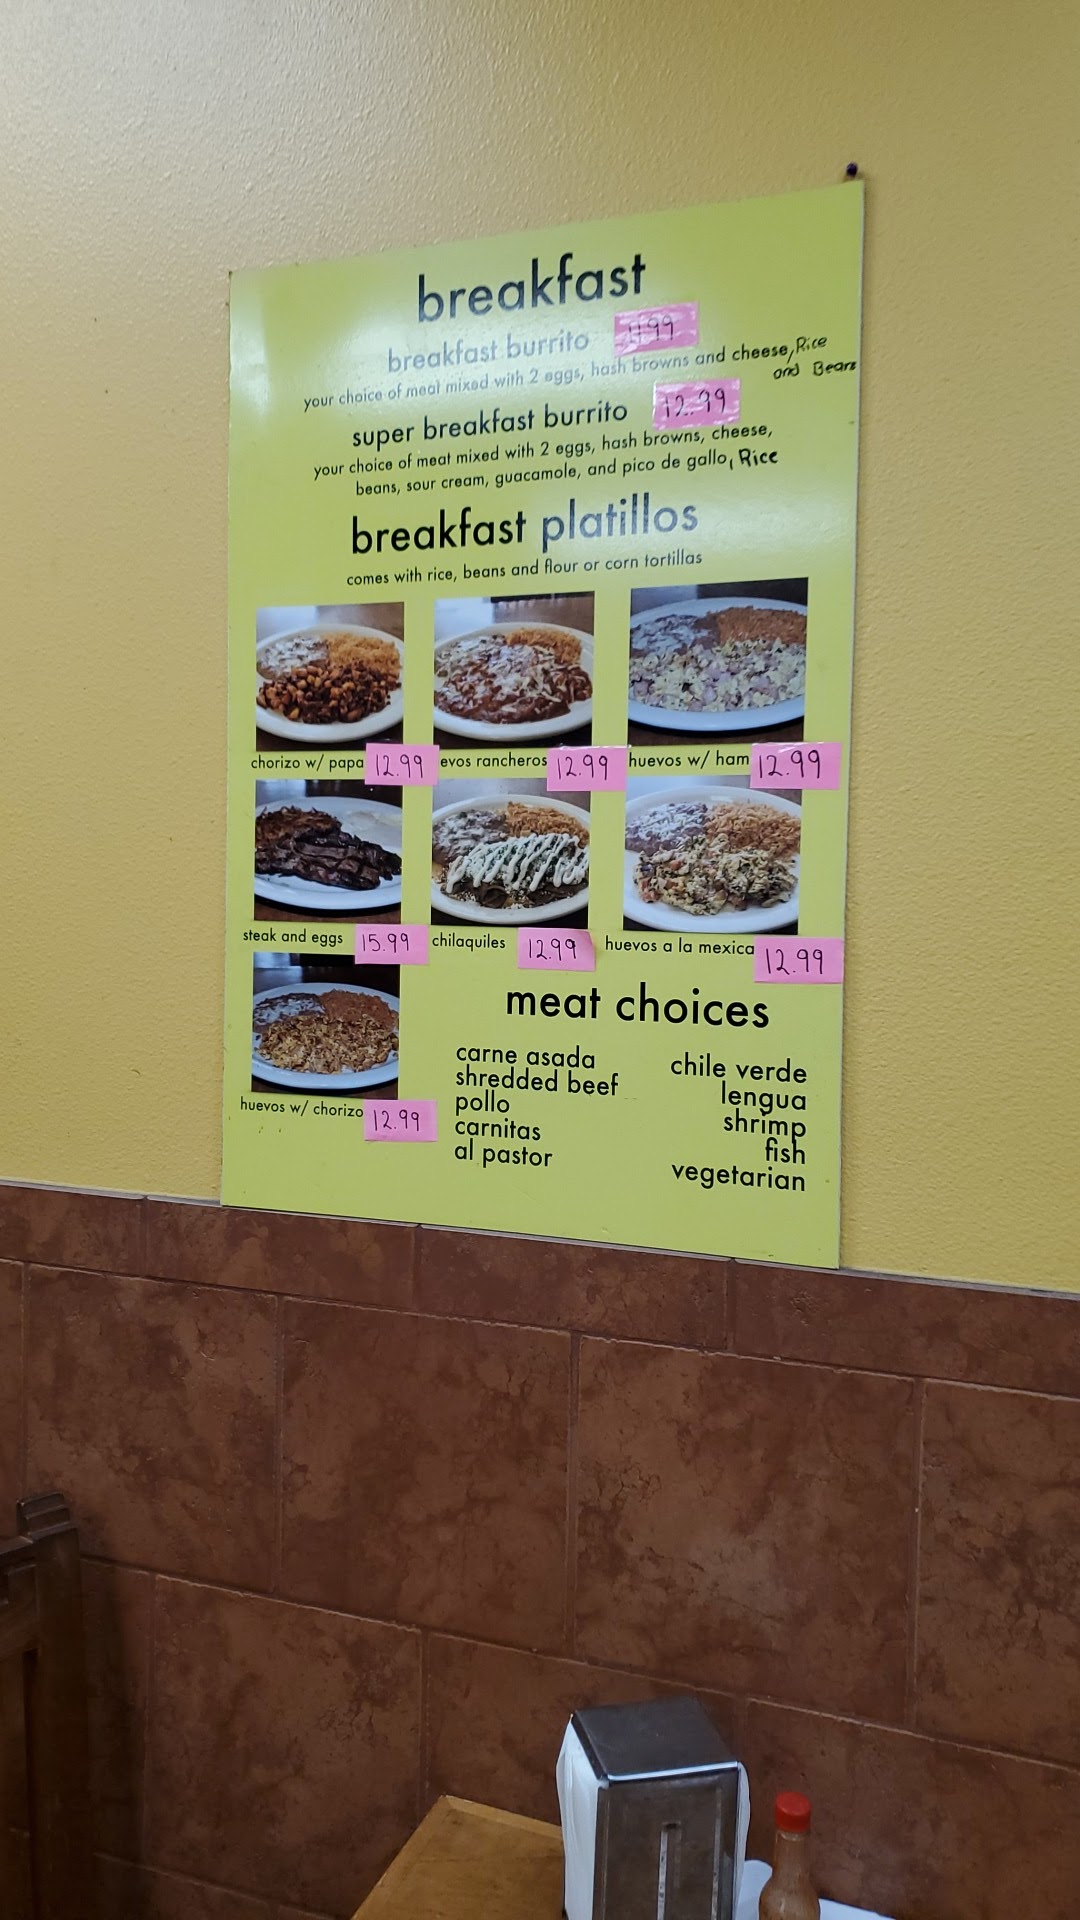 breakfast
breakfast burrito 11.99
your choice of meat mixed with 2 eggs, hash browns and cheese, Rice
and Beans
super breakfast burrito 12.99
your choice of meat mixed with 2 eggs, hash browns, cheese,
beans, sour cream, guacamole, and pico de gallo, Rice
breakfast platillos
comes with rice, beans and flour or corn tortillas
chorizo w/ papa 12.99
evos rancheros 12.99
huevos w/ ham 12.99
steak and eggs 15.99
chilaquiles 12.99
huevos a la mexica 12.99
huevos w/ chorizo 12.99
meat choices
carne asada
shredded beef
pollo
carnitas
al pastor
chile verde
lengua
shrimp
fish
vegetarian